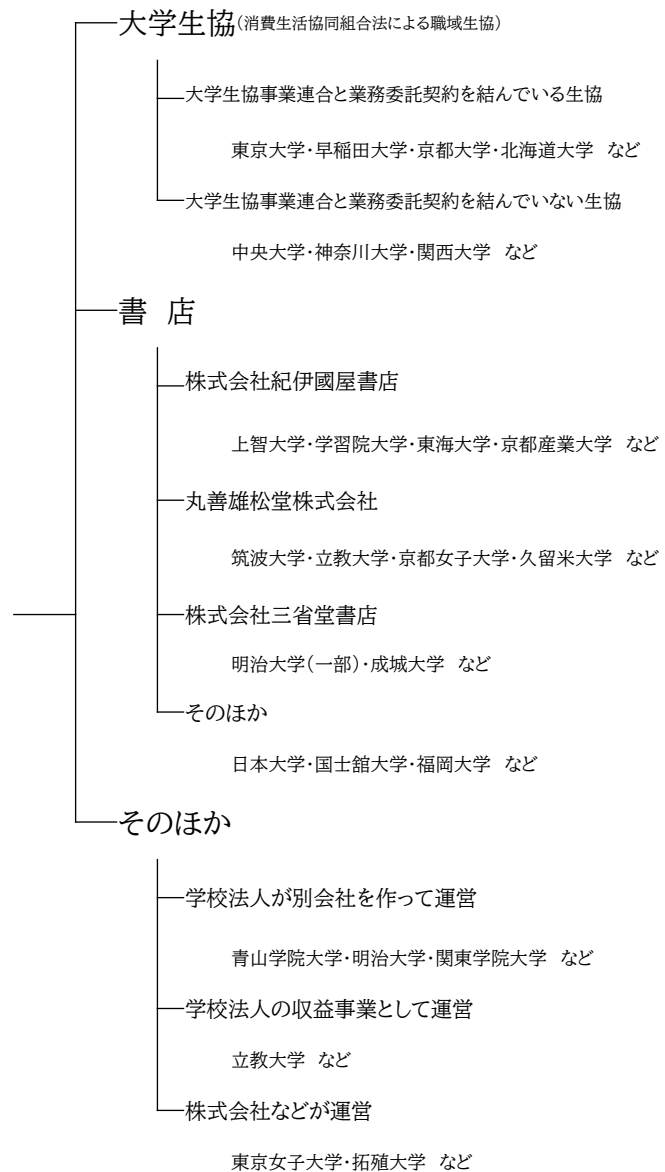 大学生協(消費生活協同組合法による職域生協)
大学生協事業連合と業務委託契約を結んでいる生協
東京大学・早稲田大学・京都大学・北海道大学 など
大学生協事業連合と業務委託契約を結んでいない生協
中央大学・神奈川大学・関西大学 など
書 店
株式会社紀伊國屋書店
上智大学・学習院大学・東海大学・京都産業大学 など
丸善雄松堂株式会社
筑波大学・立教大学・京都女子大学・久留米大学 など
株式会社三省堂書店
明治大学(一部)・成城大学 など
そのほか
日本大学・国士舘大学・福岡大学 など
そのほか
学校法人が別会社を作って運営
青山学院大学・明治大学・関東学院大学 など
学校法人の収益事業として運営
立教大学 など
株式会社などが運営
東京女子大学・拓殖大学 など